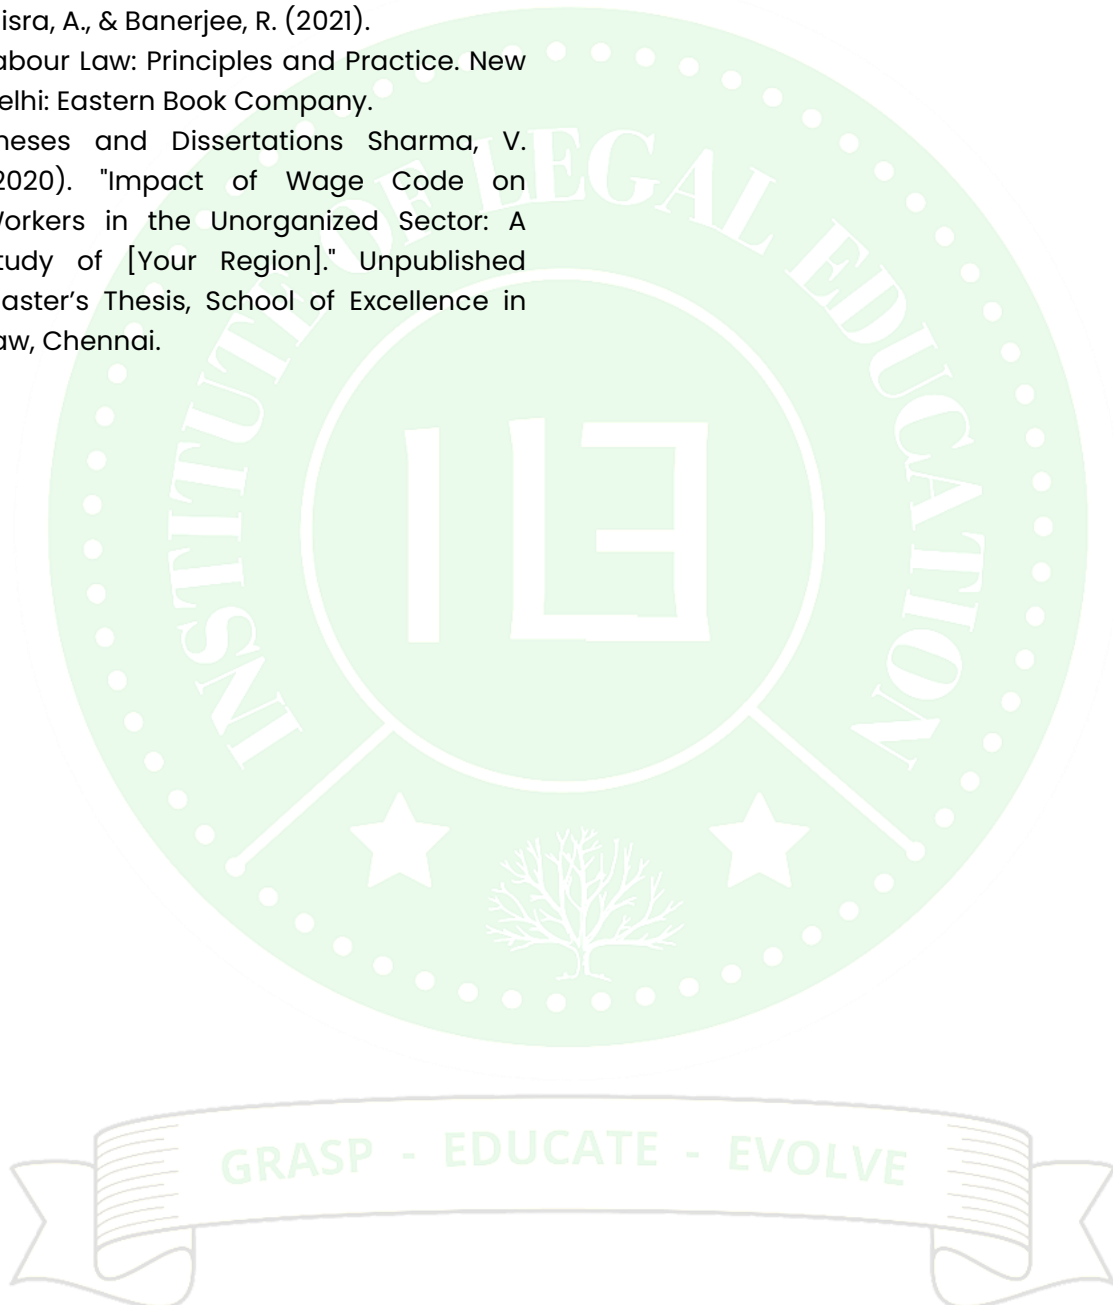 isra, A., & Banerjee, R. (2021).
abour Law: Principles and Practice. New
elhi: Eastern Book Company.
heses and Dissertations Sharma, V.
2020). "Impact of Wage Code on
Workers in the Unorganized Sector: A
tudy of [Your Region]." Unpublished
aster’s Thesis, School of Excellence in
aw, Chennai.
INSTITUTE OF LEGAL EDUCATION
ILE
GRASP - EDUCATE - EVOLVE